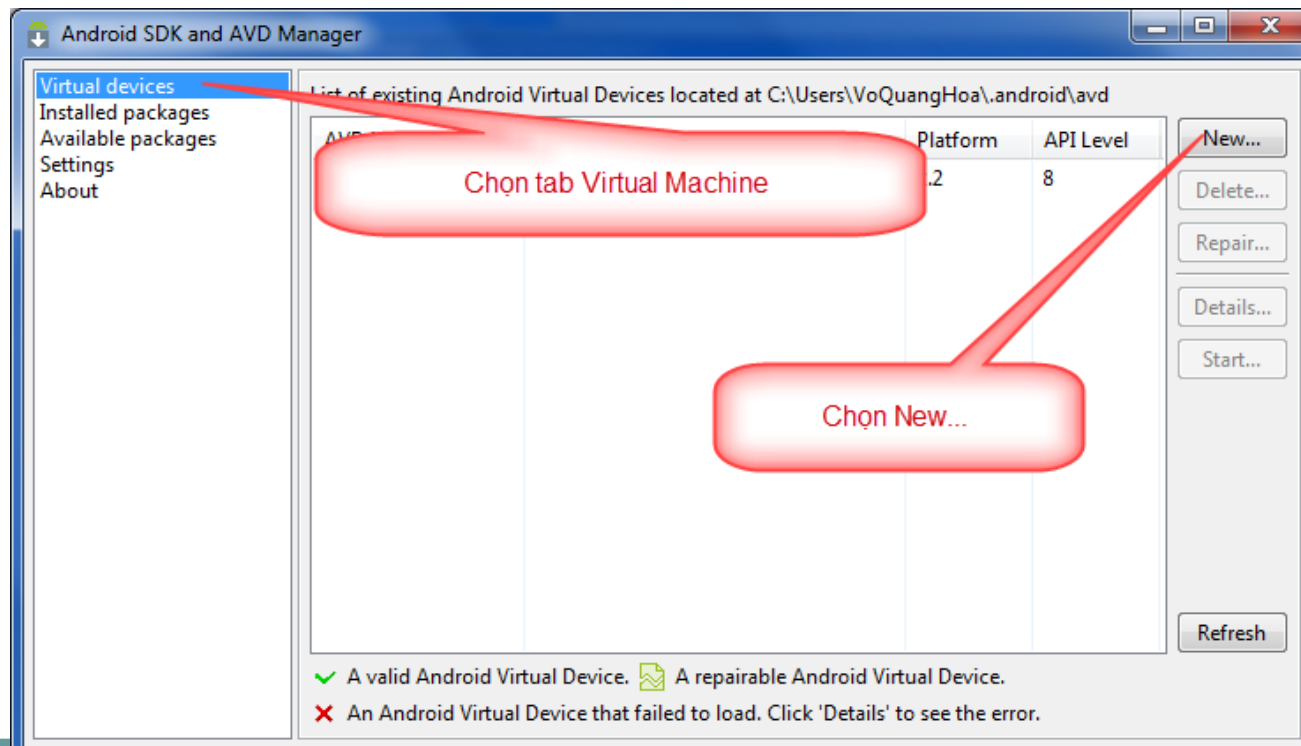 Android SDK and AVD Manager
Virtual devices
Installed packages
Available packages
Settings
About
List of existing Android Virtual Devices located at C:\Users\VoQuangHoa\.android\avd
Platform API Level
.2 8
New...
Delete...
Repair...
Details...
Start...
Refresh
Chọn tab Virtual Machine
Chọn New...
A valid Android Virtual Device. A repairable Android Virtual Device.
An Android Virtual Device that failed to load. Click 'Details' to see the error.